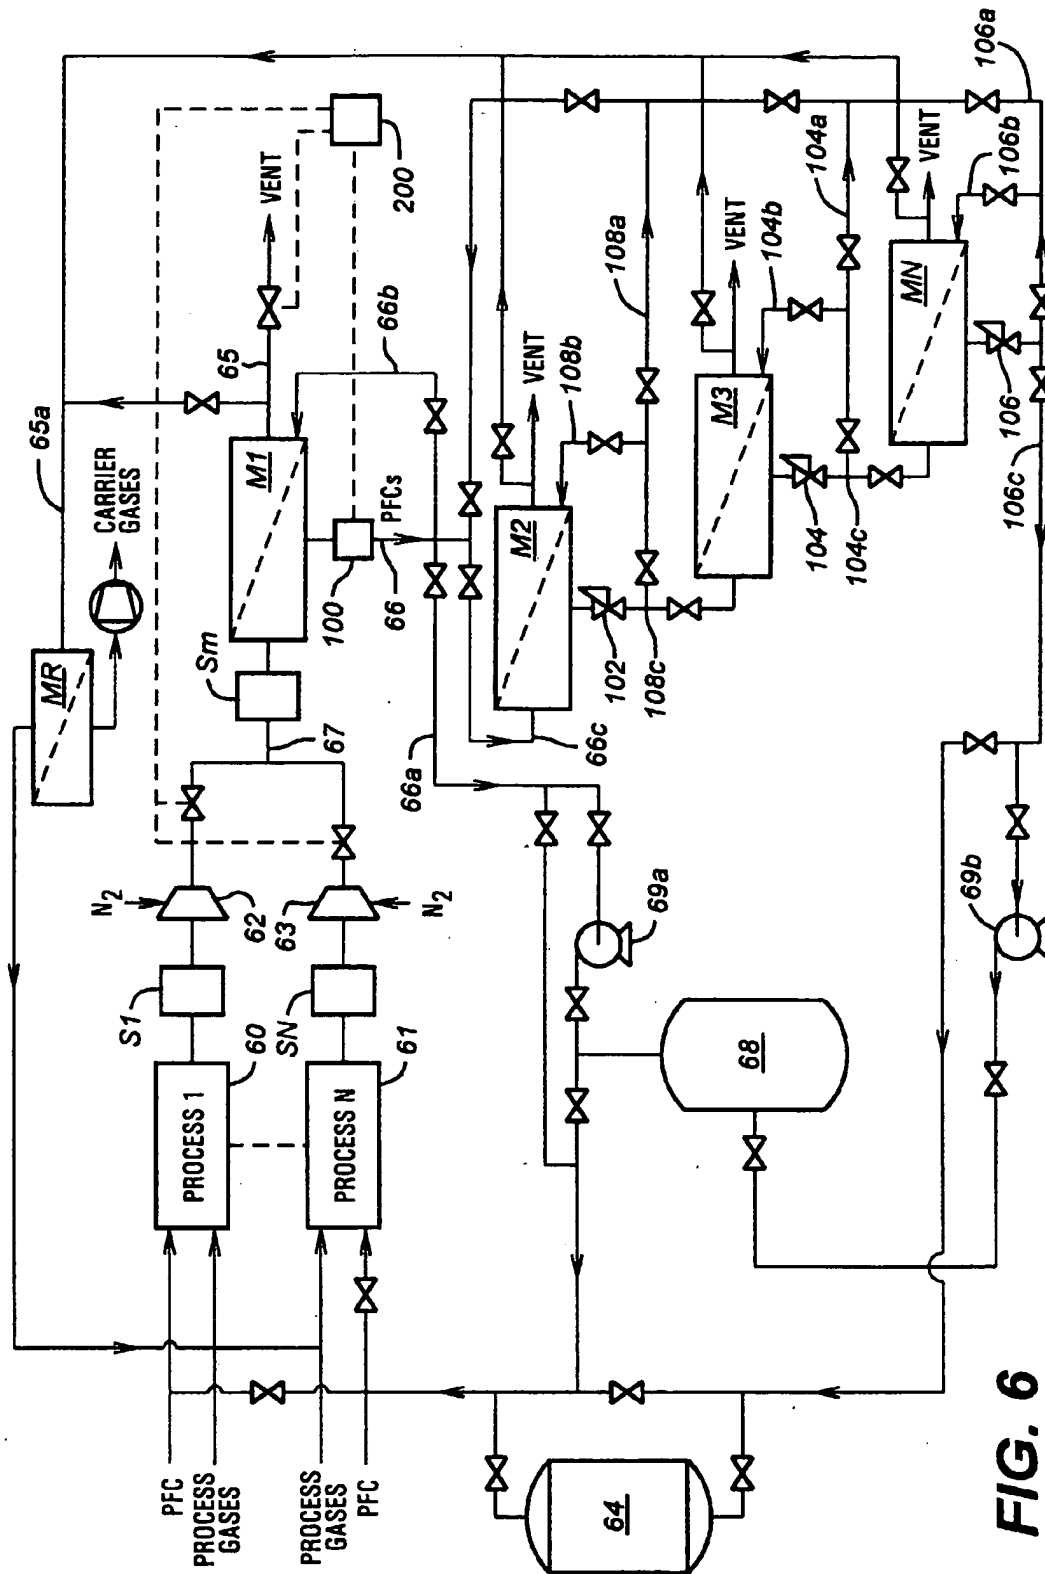 PFC
PROCESS
GASES
PROCESS
GASES
PFC
PROCESS 1
60
PROCESS N
61
S1
SN
N2
62
63
N2
67
Sm
MR
CARRIER
GASES
65a
M1
65
VENT
200
100
66
PFCs
66b
66a
66c
M2
VENT
108b
108a
102
108c
M3
VENT
104b
104a
104
104c
MN
VENT
106b
106a
106
106c
69a
69b
68
64
FIG. 6